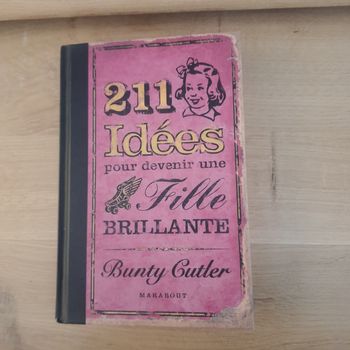 211
Idées
pour devenir une
Fille
BRILLANTE
Bunty Cutler
MARABOUT